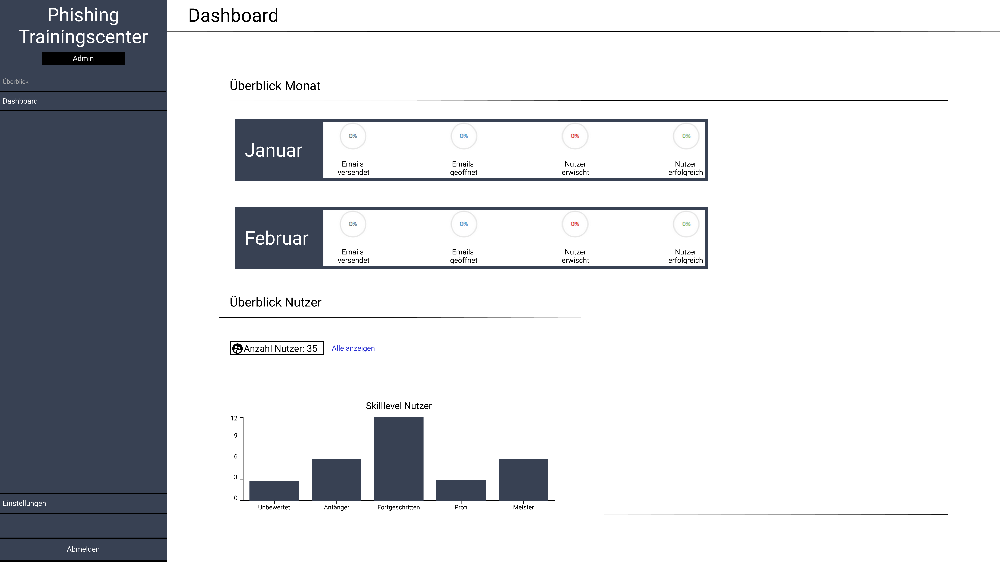 Phishing
Trainingscenter
Admin
Überblick
Dashboard
Einstellungen
Abmelden
Dashboard
Überblick Monat
Januar
0%
0%
0%
0%
Emails
versendet
Emails
geöffnet
Nutzer
erwischt
Nutzer
erfolgreich
Februar
0%
0%
0%
0%
Emails
versendet
Emails
geöffnet
Nutzer
erwischt
Nutzer
erfolgreich
Überblick Nutzer
Anzahl Nutzer: 35
Alle anzeigen
Skilllevel Nutzer
12
9
6
3
0
Unbewertet
Anfänger
Fortgeschritten
Profi
Meister